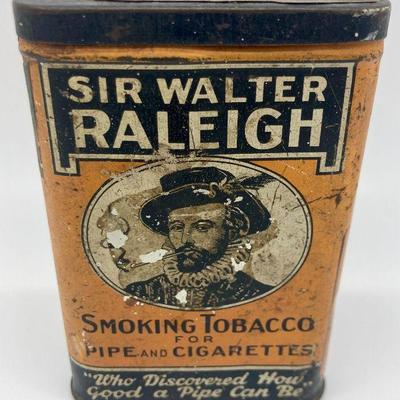 SIR WALTER
RALEIGH
SMOKING TOBACCO
FOR
PIPE AND CIGARETTES
"Who Discovered How
Good a Pipe Can Be"